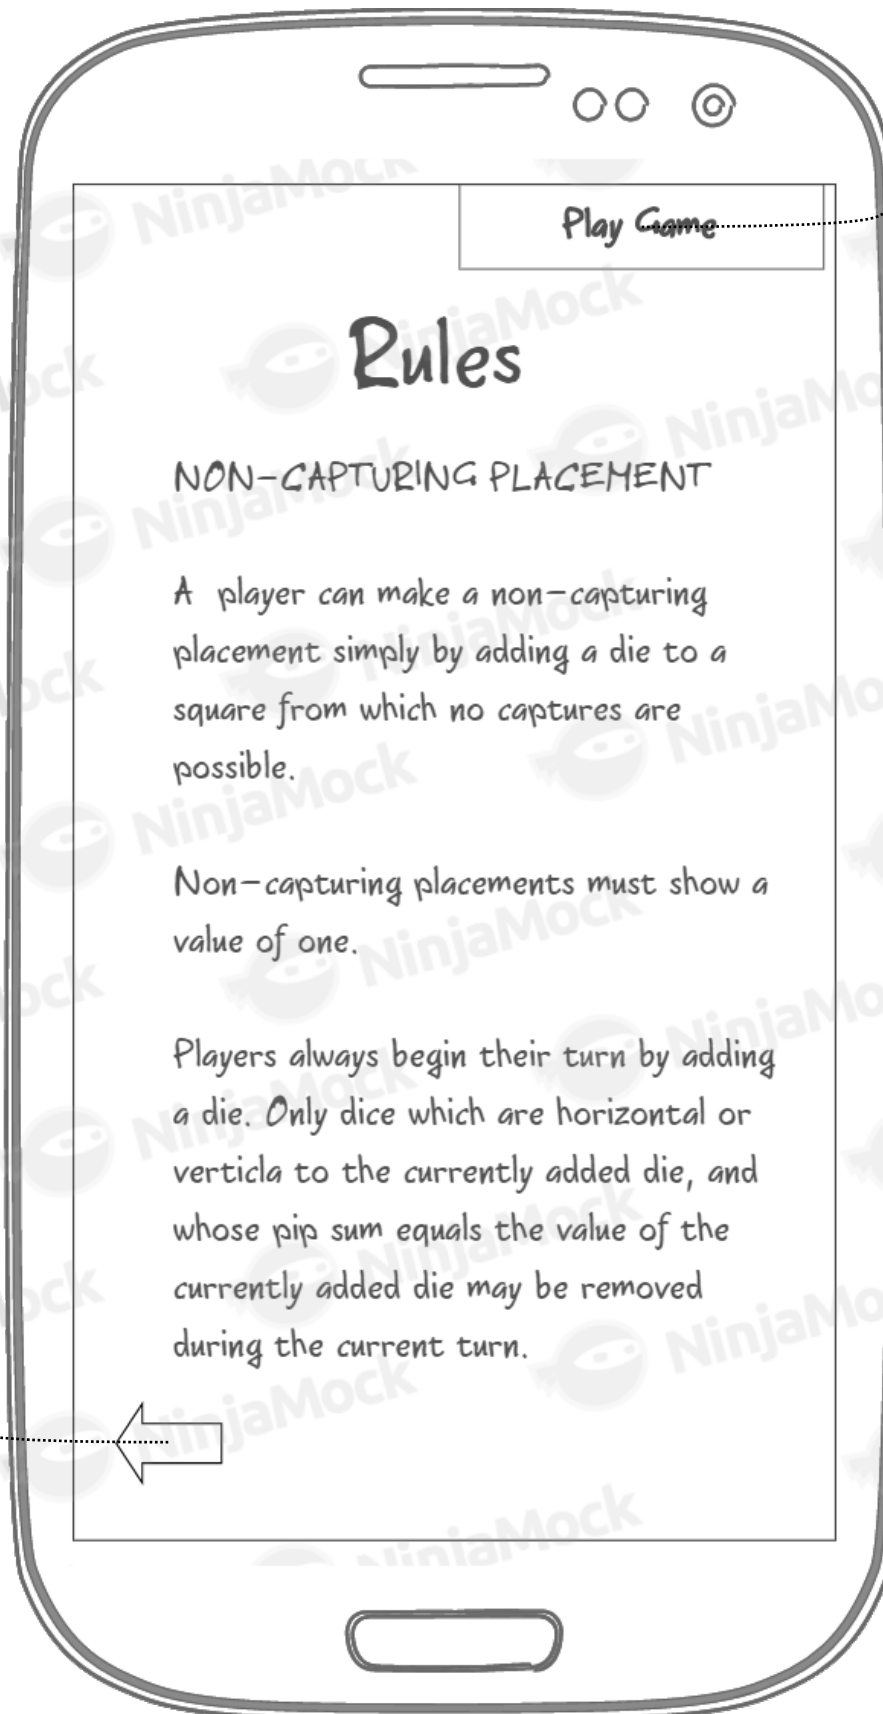 Play Game
Rules
NON-CAPTURING PLACEMENT
A player can make a non-capturing
placement simply by adding a die to a
square from which no captures are
possible.
Non-capturing placements must show a
value of one.
Players always begin their turn by adding
a die. Only dice which are horizontal or
verticla to the currently added die, and
whose pip sum equals the value of the
currently added die may be removed
during the current turn.
NinjaMock